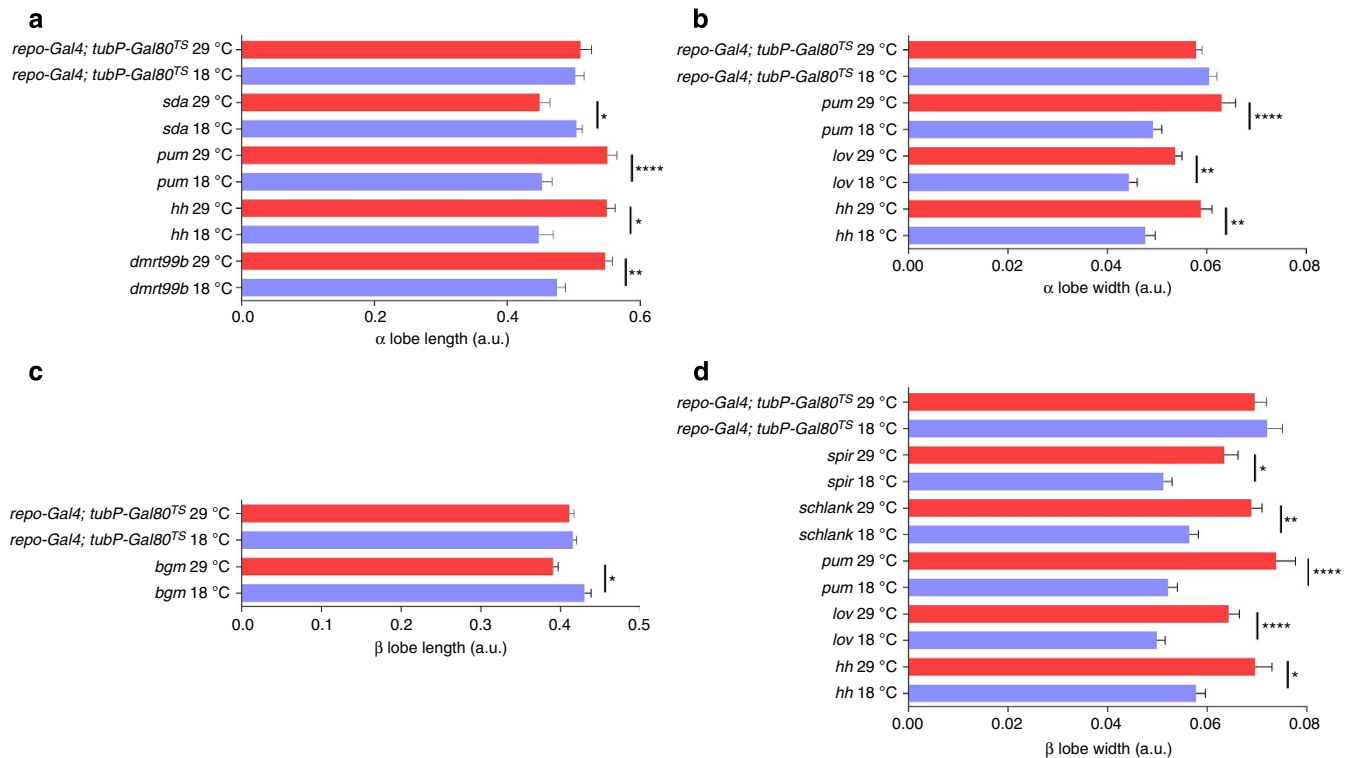 a
repo-Gal4; tubP-Gal80TS 29 °C
repo-Gal4; tubP-Gal80TS 18 °C
sda 29 °C
*
sda 18 °C
pum 29 °C
****
pum 18 °C
hh 29 °C
*
hh 18 °C
dmrt99b 29 °C
**
dmrt99b 18 °C
0.0 0.2 0.4 0.6
α lobe length (a.u.)
b
repo-Gal4; tubP-Gal80TS 29 °C
repo-Gal4; tubP-Gal80TS 18 °C
pum 29 °C
****
pum 18 °C
lov 29 °C
**
lov 18 °C
hh 29 °C
**
hh 18 °C
0.00 0.02 0.04 0.06 0.08
α lobe width (a.u.)
c
repo-Gal4; tubP-Gal80TS 29 °C
repo-Gal4; tubP-Gal80TS 18 °C
bgm 29 °C
*
bgm 18 °C
0.0 0.1 0.2 0.3 0.4 0.5
β lobe length (a.u.)
d
repo-Gal4; tubP-Gal80TS 29 °C
repo-Gal4; tubP-Gal80TS 18 °C
spir 29 °C
*
spir 18 °C
schlank 29 °C
**
schlank 18 °C
pum 29 °C
****
pum 18 °C
lov 29 °C
****
lov 18 °C
hh 29 °C
*
hh 18 °C
0.00 0.02 0.04 0.06 0.08
β lobe width (a.u.)